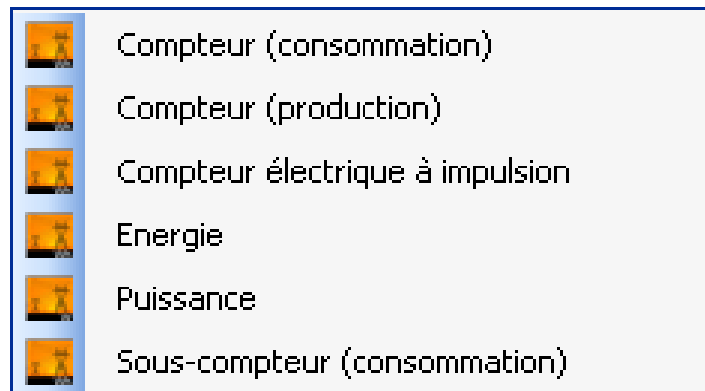 Compteur (consommation)
Compteur (production)
Compteur électrique à impulsion
Energie
Puissance
Sous-compteur (consommation)